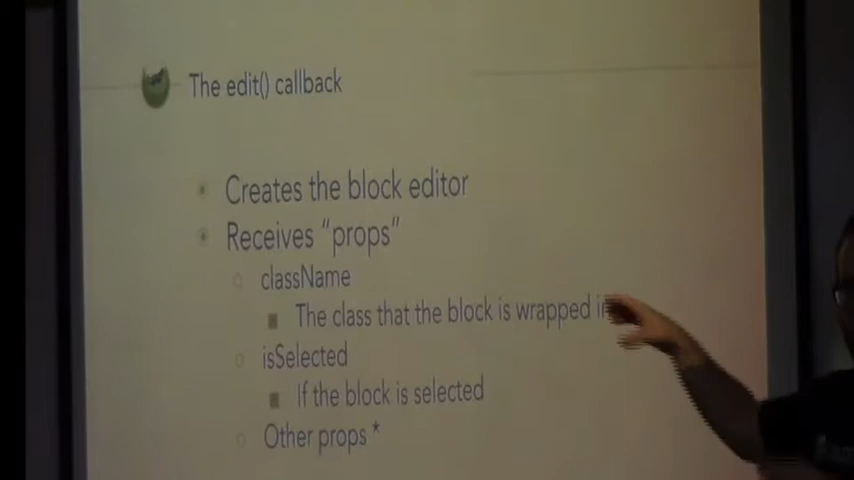 The edit() callback
Creates the block editor
Receives “props”
className
The class that the block is wrapped in
isSelected
If the block is selected
Other props *